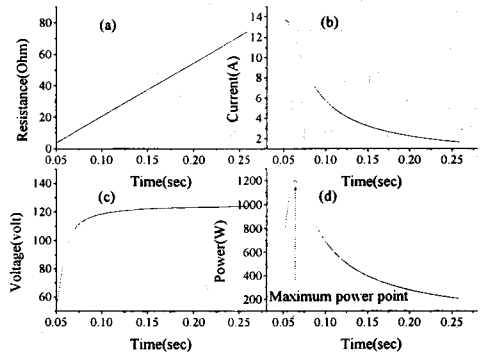 (a)
Resistance(Ohm)
80
60
40
20
0
0.05 0.10 0.15 0.20 0.25
Time(sec)
(b)
Current(A)
14
12
10
8
6
4
2
0.05 0.10 0.15 0.20 0.25
Time(sec)
(c)
Voltage(volt)
140
120
100
80
60
0.05 0.10 0.15 0.20 0.25
Time(sec)
(d)
Power(W)
1200
1000
800
600
400
200
Maximum power point
0.05 0.10 0.15 0.20 0.25
Time(sec)